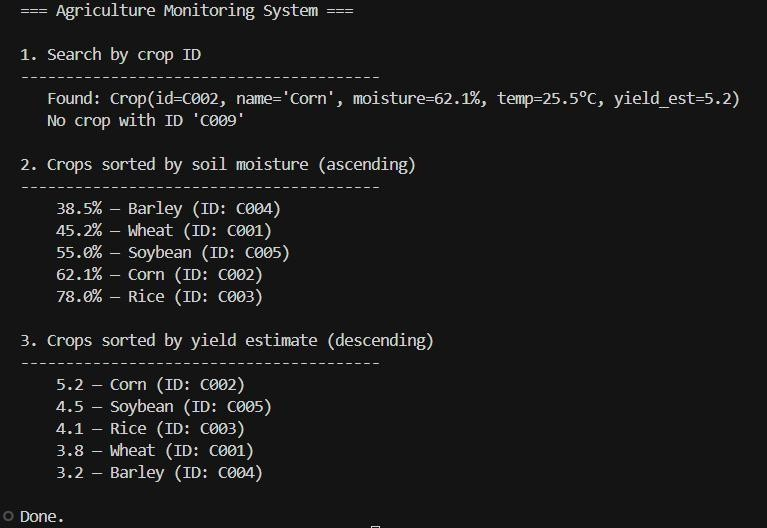 === Agriculture Monitoring System ===
1. Search by crop ID
----------------------------------------
Found: Crop(id=C002, name='Corn', moisture=62.1%, temp=25.5°C, yield_est=5.2)
No crop with ID 'C009'
2. Crops sorted by soil moisture (ascending)
----------------------------------------
38.5% — Barley (ID: C004)
45.2% — Wheat (ID: C001)
55.0% — Soybean (ID: C005)
62.1% — Corn (ID: C002)
78.0% — Rice (ID: C003)
3. Crops sorted by yield estimate (descending)
----------------------------------------
5.2 — Corn (ID: C002)
4.5 — Soybean (ID: C005)
4.1 — Rice (ID: C003)
3.8 — Wheat (ID: C001)
3.2 — Barley (ID: C004)
Done.